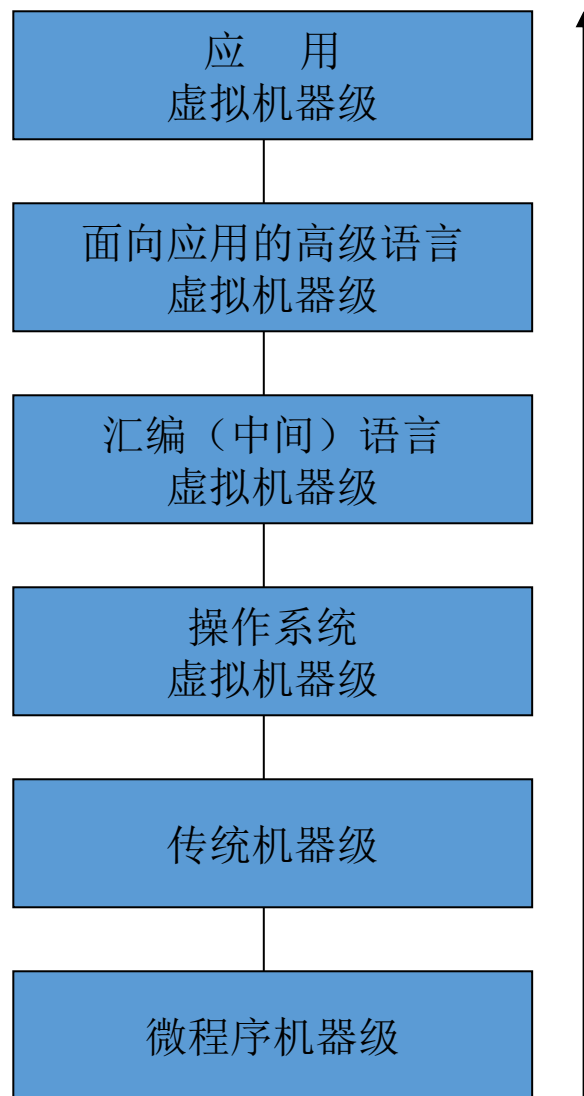 应 用
虚拟机器级
面向应用的高级语言
虚拟机器级
汇编（中间）语言
虚拟机器级
操作系统
虚拟机器级
传统机器级
微程序机器级